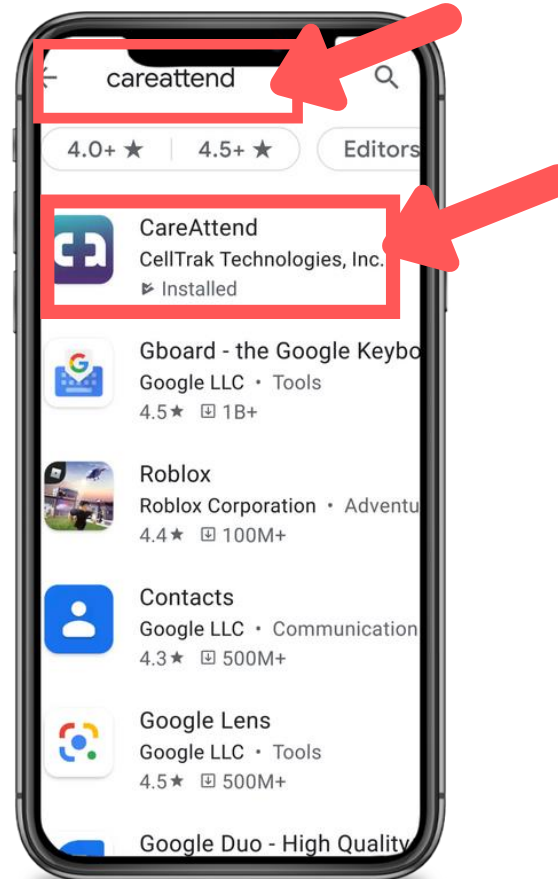 careattend
4.0+ ★ | 4.5+ ★ Editors
CareAttend
CellTrak Technologies, Inc.
Installed
Gboard - the Google Keybo
Google LLC • Tools
4.5★ 1B+
Roblox
Roblox Corporation • Adventu
4.4★ 100M+
Contacts
Google LLC • Communication
4.3★ 500M+
Google Lens
Google LLC • Tools
4.5★ 500M+
Google Duo - High Quality